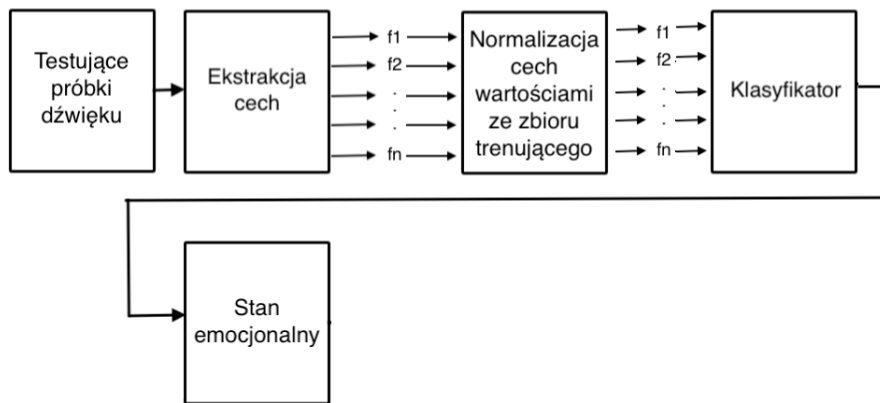 Testujące
próbki
dźwięku
Ekstrakcja
cech
f1
f2
.
.
.
fn
Normalizacja
cech
wartościami
ze zbioru
trenującego
f1
f2
.
.
.
fn
Klasyfikator
Stan
emocjonalny